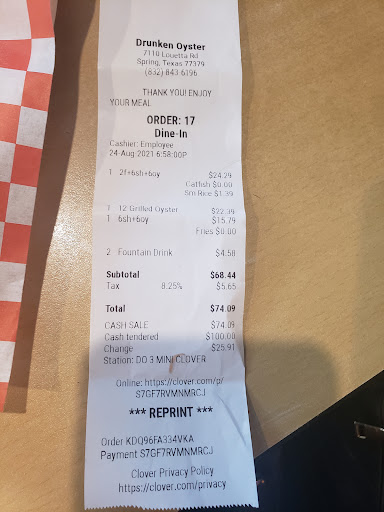 Drunken Oyster
7110 Louetta Rd
Spring, Texas 77379
(832) 843-6196
THANK YOU! ENJOY
YOUR MEAL
ORDER: 17
Dine-In
Cashier: Employee
24-Aug-2021 6:58:00P
1 2f+6sh+6oy $24.29
Catfish $0.00
Sm Rice $1.39
1 12 Grilled Oyster $22.39
1 6sh+6oy $15.79
Fries $0.00
2 Fountain Drink $4.58
Subtotal $68.44
Tax 8.25% $5.65
Total $74.09
CASH SALE $74.09
Cash tendered $100.00
Change $25.91
Station: DO 3 MINI CLOVER
Online: https://clover.com/p/
S7GF7RVMNMRCJ
*** REPRINT ***
Order KDQ96FA334VKA
Payment S7GF7RVMNMRCJ
Clover Privacy Policy
https://clover.com/privacy